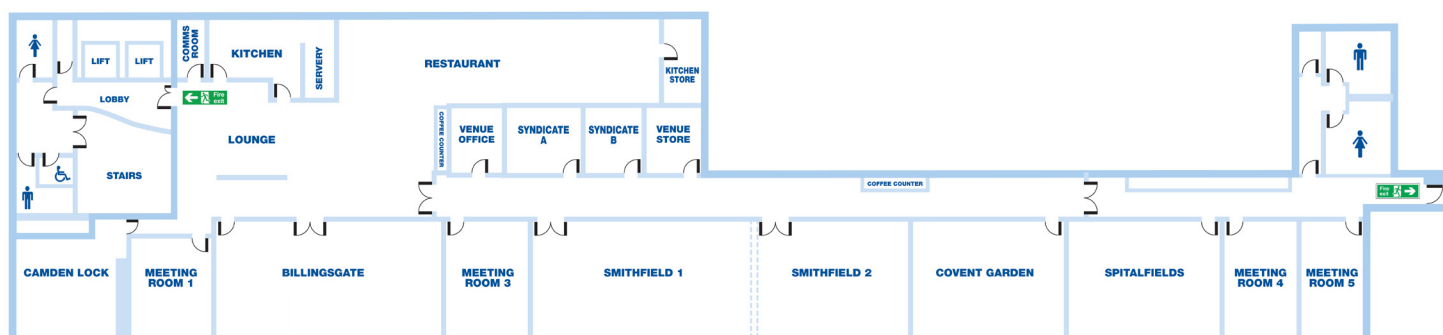 COMMS
ROOM
KITCHEN
SERVERY
RESTAURANT
KITCHEN
STORE
LIFT
LIFT
LOBBY
Fire
exit
LOUNGE
COFFEE COUNTER
VENUE
OFFICE
SYNDICATE
A
SYNDICATE
B
VENUE
STORE
STAIRS
COFFEE COUNTER
Fire
exit
CAMDEN LOCK
MEETING
ROOM 1
BILLINGSGATE
MEETING
ROOM 3
SMITHFIELD 1
SMITHFIELD 2
COVENT GARDEN
SPITALFIELDS
MEETING
ROOM 4
MEETING
ROOM 5